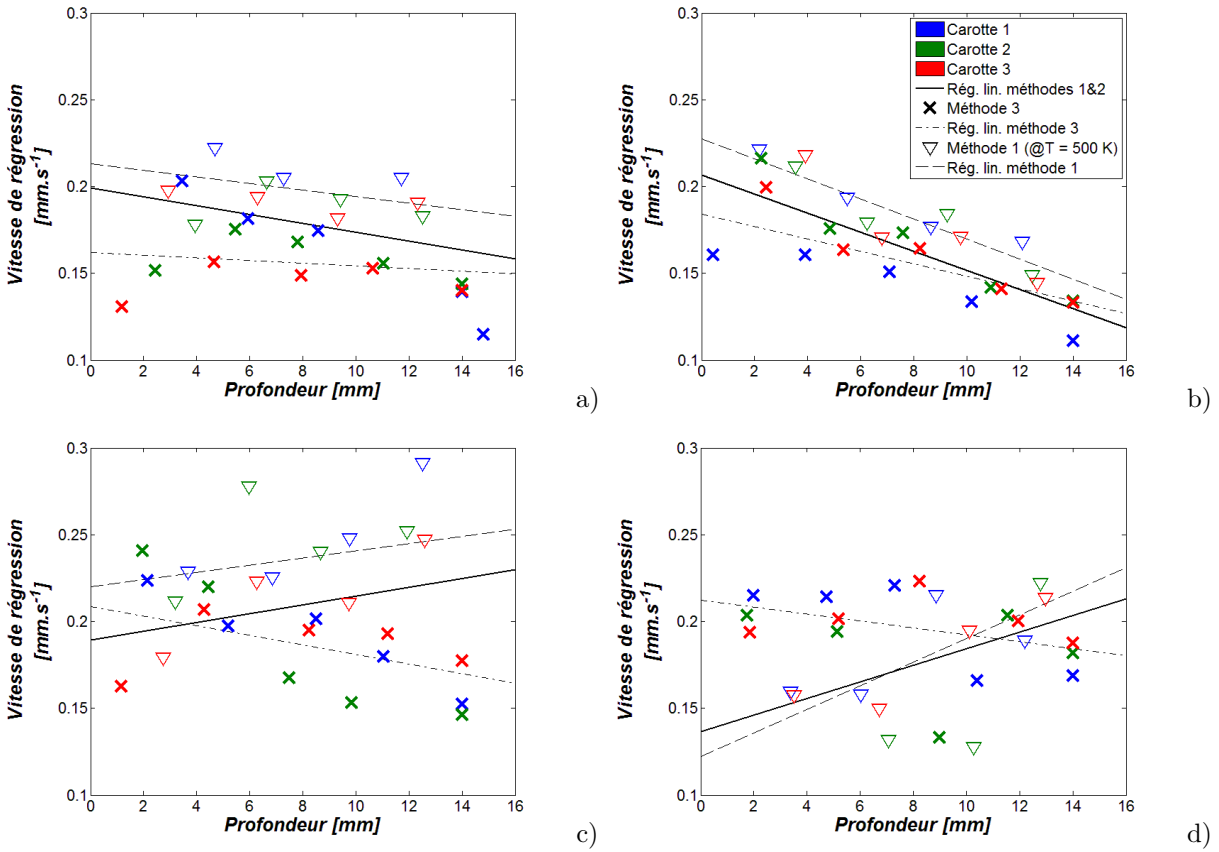 0.3
0.25
0.2
0.15
0.1
0 2 4 6 8 10 12 14 16
Vitesse de régression
[mm.s-1]
Profondeur [mm]
a)
0.3
0.25
0.2
0.15
0.1
0 2 4 6 8 10 12 14 16
Vitesse de régression
[mm.s-1]
Profondeur [mm]
Carotte 1
Carotte 2
Carotte 3
Rég. lin. méthodes 1&2
Méthode 3
Rég. lin. méthode 3
Méthode 1 (@T = 500 K)
Rég. lin. méthode 1
b)
0.3
0.25
0.2
0.15
0.1
0 2 4 6 8 10 12 14 16
Vitesse de régression
[mm.s-1]
Profondeur [mm]
c)
0.3
0.25
0.2
0.15
0.1
0 2 4 6 8 10 12 14 16
Vitesse de régression
[mm.s-1]
Profondeur [mm]
d)